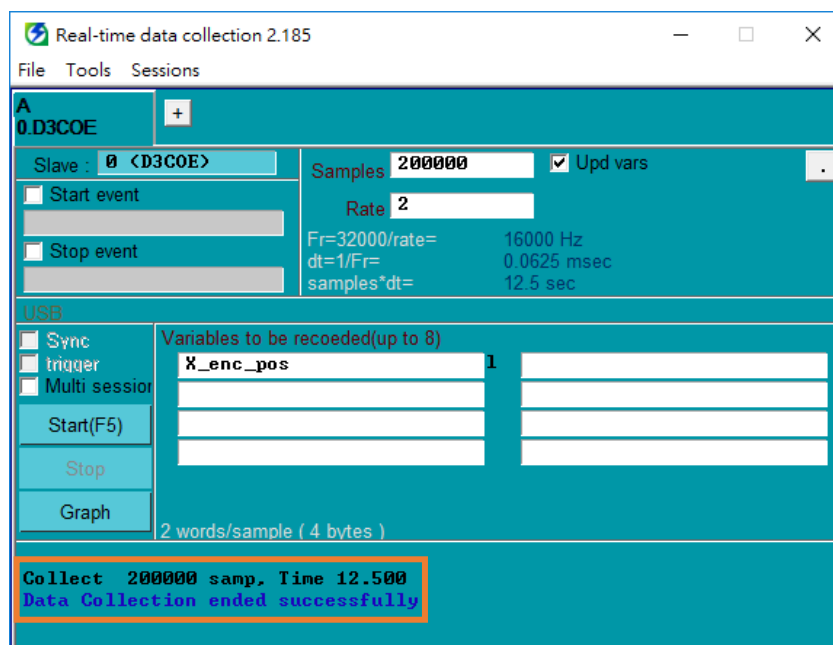 Real-time data collection 2.185
File Tools Sessions
A
0.D3COE
+
Slave : 0 (D3COE)
Start event
Stop event
Samples 200000
Upd vars
.
Rate 2
Fr=32000/rate= 16000 Hz
dt=1/Fr= 0.0625 msec
samples*dt= 12.5 sec
USB
Sync
trigger
Multi session
Start(F5)
Stop
Graph
Variables to be recoeded(up to 8)
X_enc_pos l
2 words/sample ( 4 bytes )
Collect 200000 samp, Time 12.500
Data Collection ended successfully